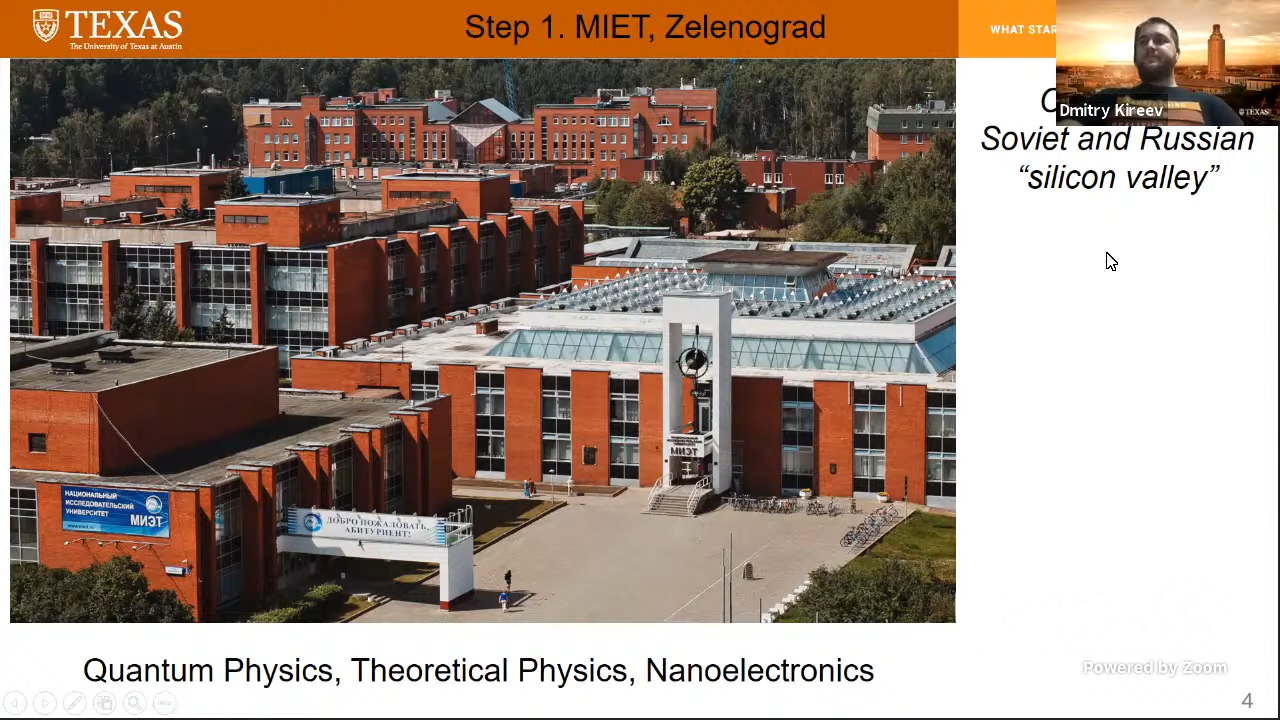 TEXAS
The University of Texas at Austin
Step 1. MIET, Zelenograd
WHAT STAR
Dmitry Kireev
TEXAS
Soviet and Russian
“silicon valley”
МИЭТ
НАЦИОНАЛЬНЫЙ
ИССЛЕДОВАТЕЛЬСКИЙ
УНИВЕРСИТЕТ
МИЭТ
ДОБРО ПОЖАЛОВАТЬ,
АБИТУРИЕНТ!
Quantum Physics, Theoretical Physics, Nanoelectronics
Powered by Zoom
4